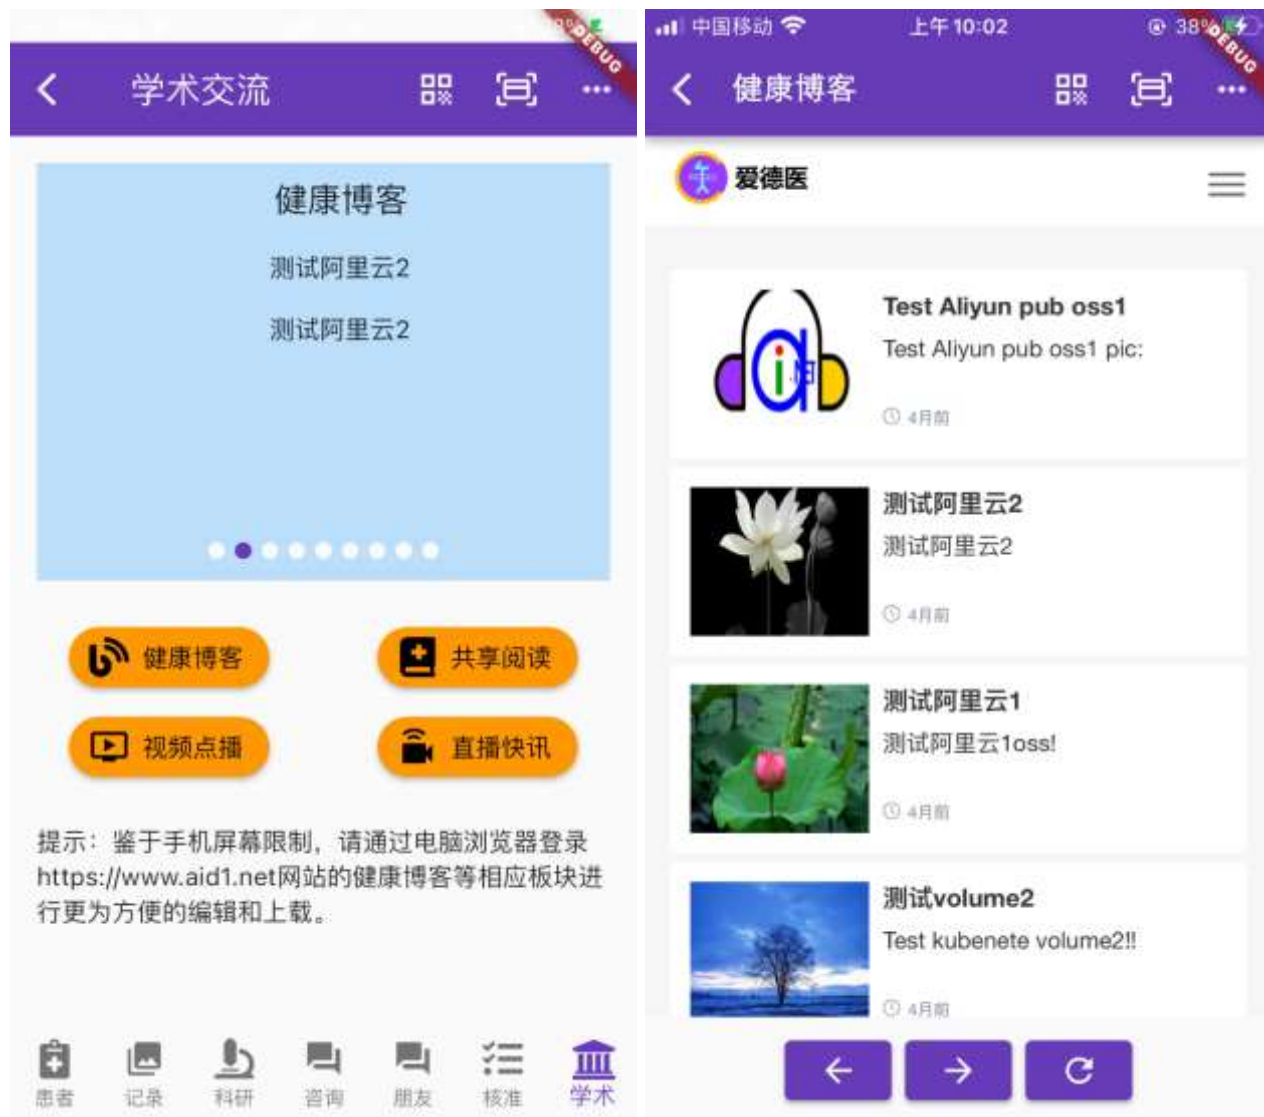 DEBUG
学术交流
健康博客
测试阿里云2
测试阿里云2
健康博客
共享阅读
视频点播
直播快讯
提示：鉴于手机屏幕限制，请通过电脑浏览器登录
https://www.aid1.net网站的健康博客等相应板块进
行更为方便的编辑和上载。
患者
记录
科研
咨询
朋友
核准
学术
中国移动
上午10:02
38%
DEBUG
健康博客
爱德医
Test Aliyun pub oss1
Test Aliyun pub oss1 pic:
4月前
测试阿里云2
测试阿里云2
4月前
测试阿里云1
测试阿里云1oss!
4月前
测试volume2
Test kubenete volume2!!
4月前